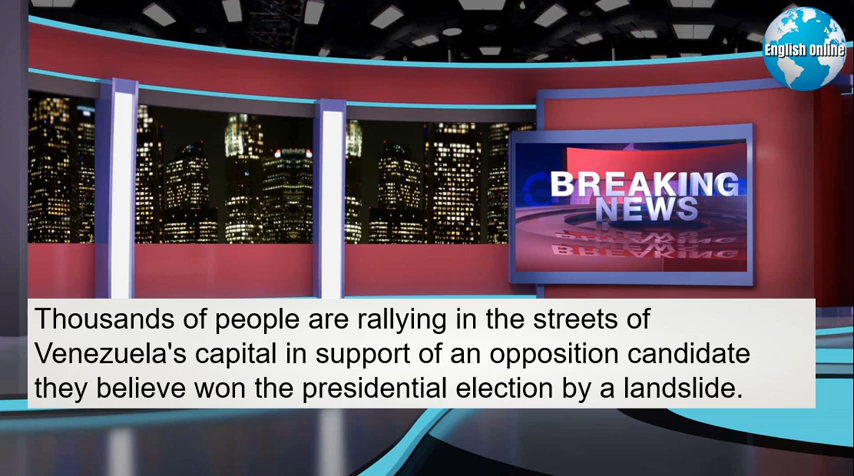 English Online
BREAKING
NEWS
Thousands of people are rallying in the streets of
Venezuela's capital in support of an opposition candidate
they believe won the presidential election by a landslide.